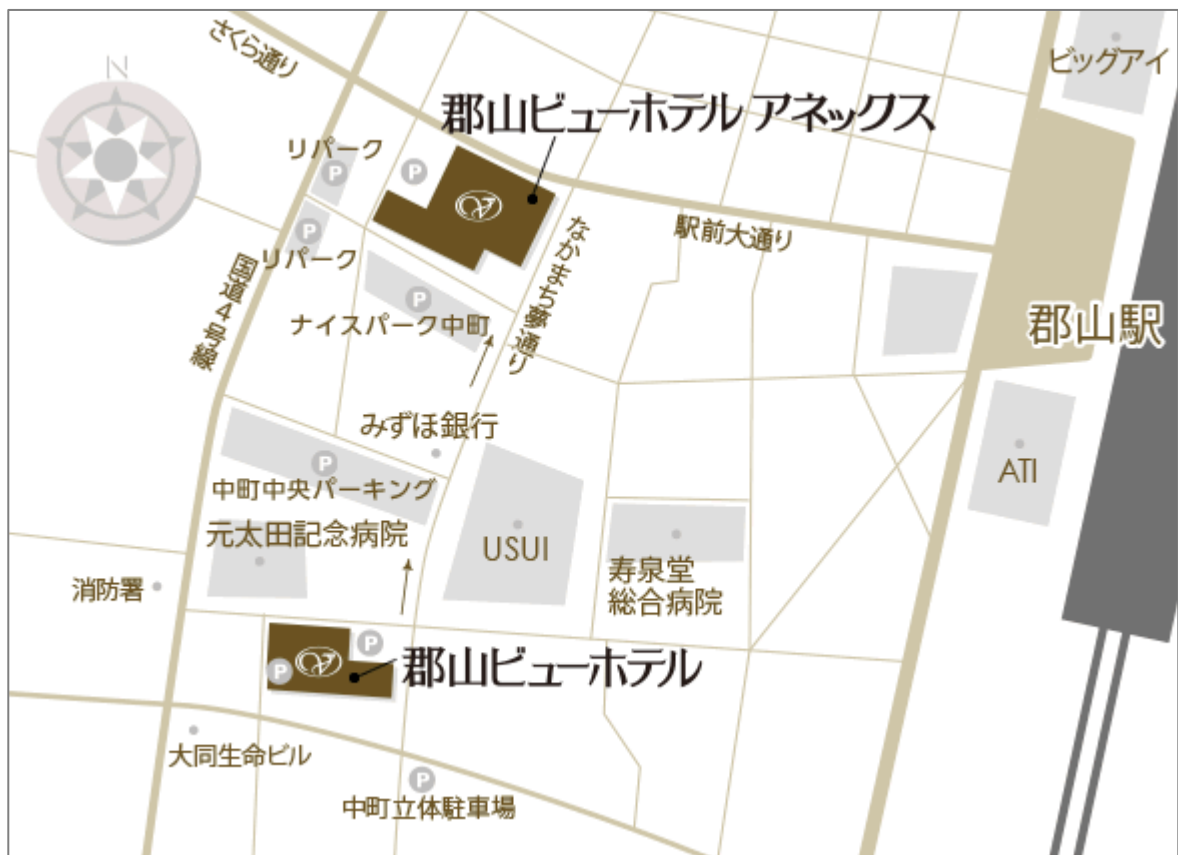 N
さくら通り
ビッグアイ
郡山ビューホテル アネックス
リパーク
P
P
P
リパーク
国道4号線
なかまち夢通り
駅前大通り
P
ナイスパーク中町
郡山駅
みずほ銀行
P
中町中央パーキング
ATI
元太田記念病院
USUI
寿泉堂
総合病院
消防署
P
P
郡山ビューホテル
大同生命ビル
P
中町立体駐車場